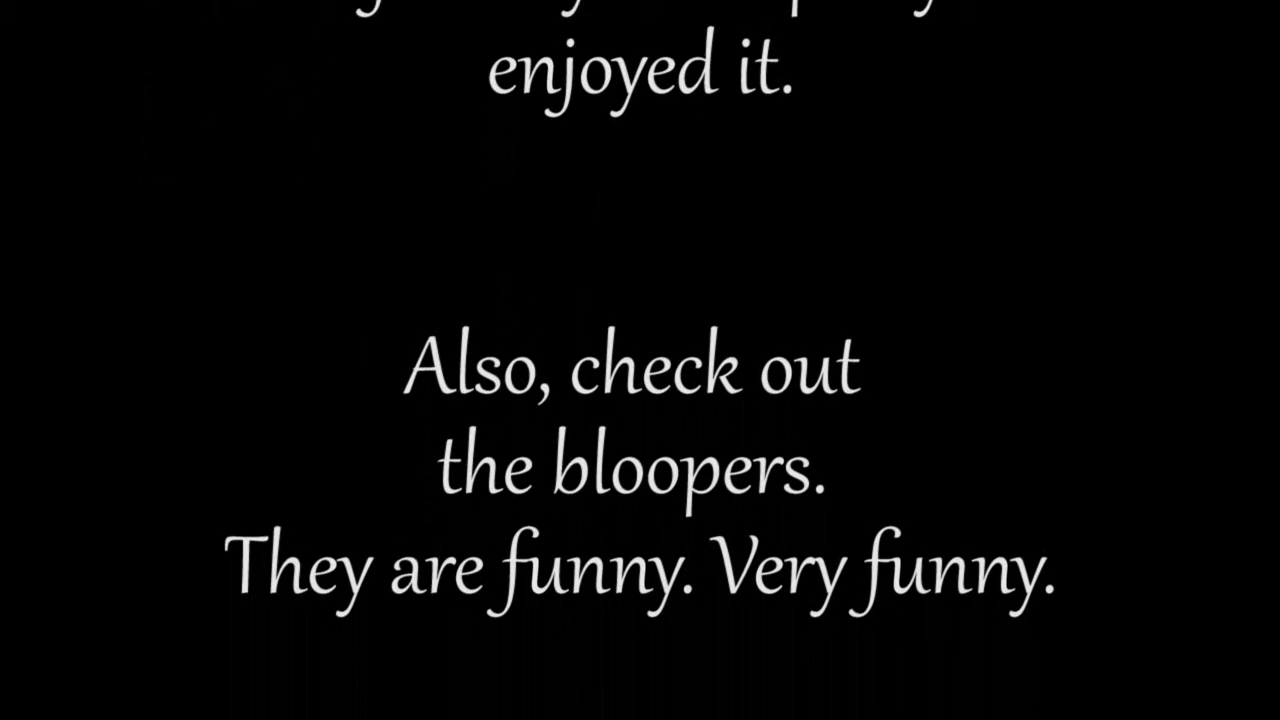 enjoyed it.
Also, check out
the bloopers.
They are funny. Very funny.